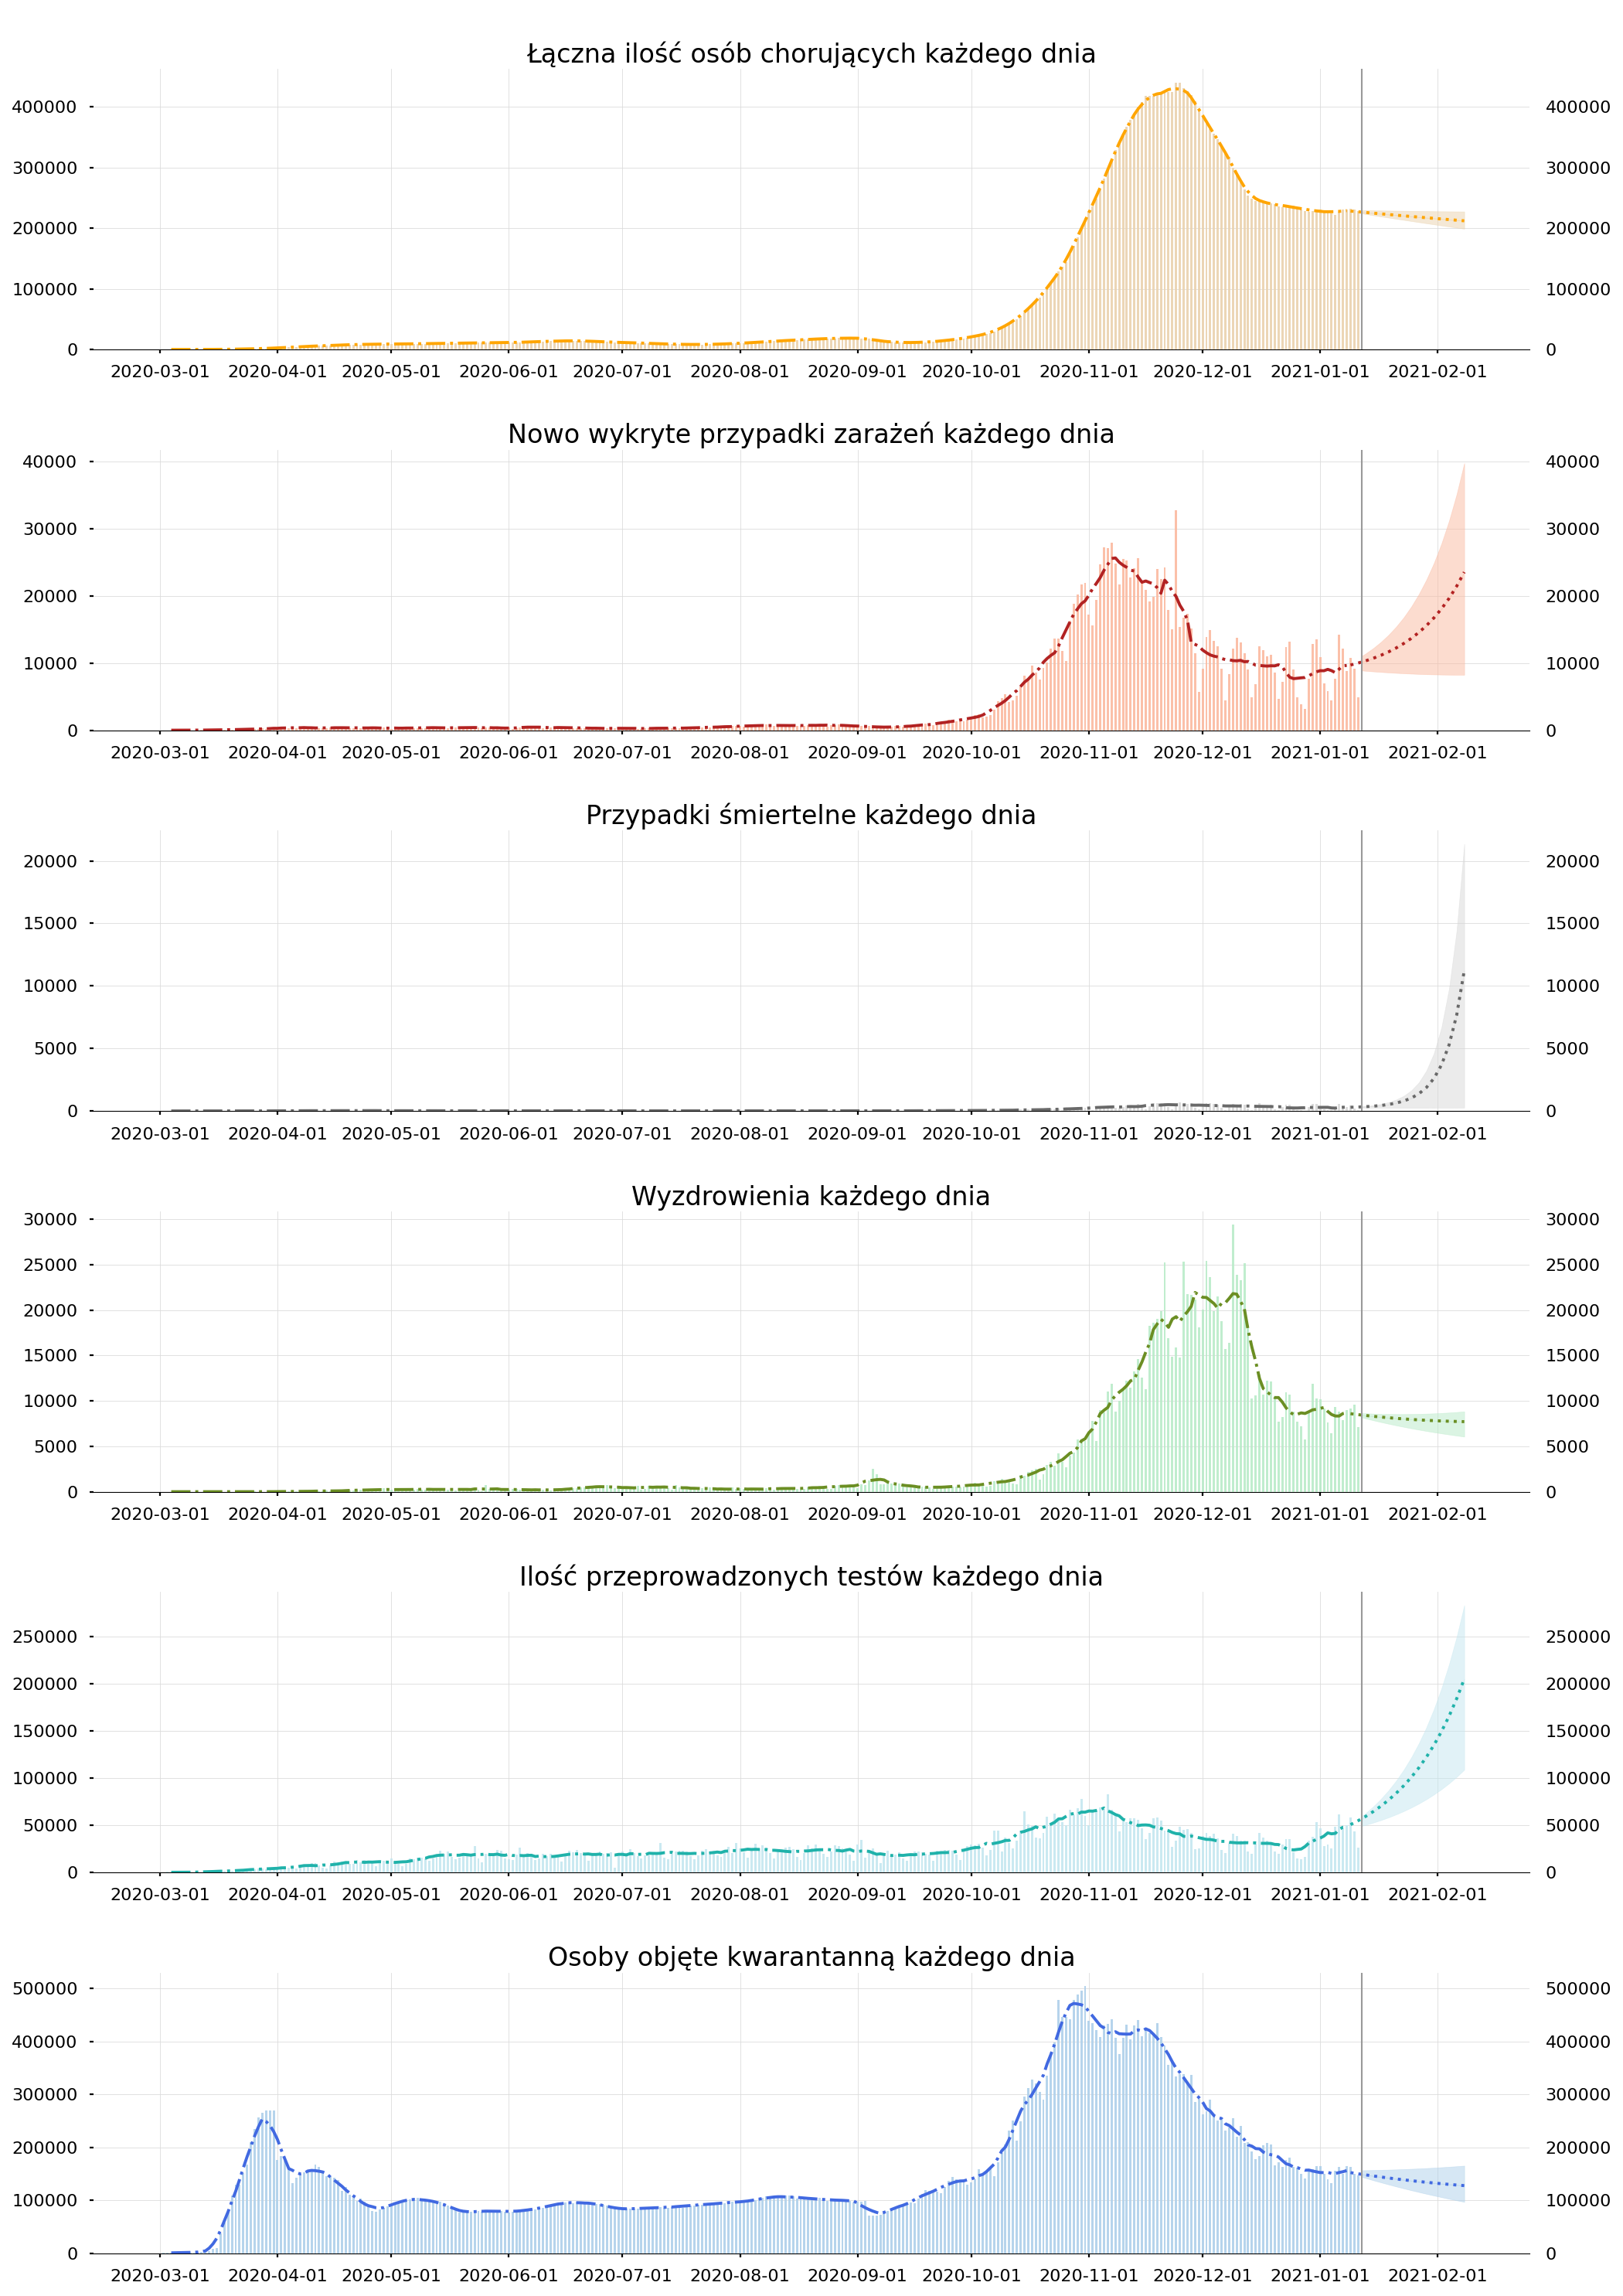 Łączna ilość osób chorujących każdego dnia
400000 400000
300000 300000
200000 200000
100000 100000
0 0
2020-03-01 2020-04-01 2020-05-01 2020-06-01 2020-07-01 2020-08-01 2020-09-01 2020-10-01 2020-11-01 2020-12-01 2021-01-01 2021-02-01
Nowo wykryte przypadki zarażeń każdego dnia
40000 40000
30000 30000
20000 20000
10000 10000
0 0
2020-03-01 2020-04-01 2020-05-01 2020-06-01 2020-07-01 2020-08-01 2020-09-01 2020-10-01 2020-11-01 2020-12-01 2021-01-01 2021-02-01
Przypadki śmiertelne każdego dnia
20000 20000
15000 15000
10000 10000
5000 5000
0 0
2020-03-01 2020-04-01 2020-05-01 2020-06-01 2020-07-01 2020-08-01 2020-09-01 2020-10-01 2020-11-01 2020-12-01 2021-01-01 2021-02-01
Wyzdrowienia każdego dnia
30000 30000
25000 25000
20000 20000
15000 15000
10000 10000
5000 5000
0 0
2020-03-01 2020-04-01 2020-05-01 2020-06-01 2020-07-01 2020-08-01 2020-09-01 2020-10-01 2020-11-01 2020-12-01 2021-01-01 2021-02-01
Ilość przeprowadzonych testów każdego dnia
250000 250000
200000 200000
150000 150000
100000 100000
50000 50000
0 0
2020-03-01 2020-04-01 2020-05-01 2020-06-01 2020-07-01 2020-08-01 2020-09-01 2020-10-01 2020-11-01 2020-12-01 2021-01-01 2021-02-01
Osoby objęte kwarantanną każdego dnia
500000 500000
400000 400000
300000 300000
200000 200000
100000 100000
0 0
2020-03-01 2020-04-01 2020-05-01 2020-06-01 2020-07-01 2020-08-01 2020-09-01 2020-10-01 2020-11-01 2020-12-01 2021-01-01 2021-02-01